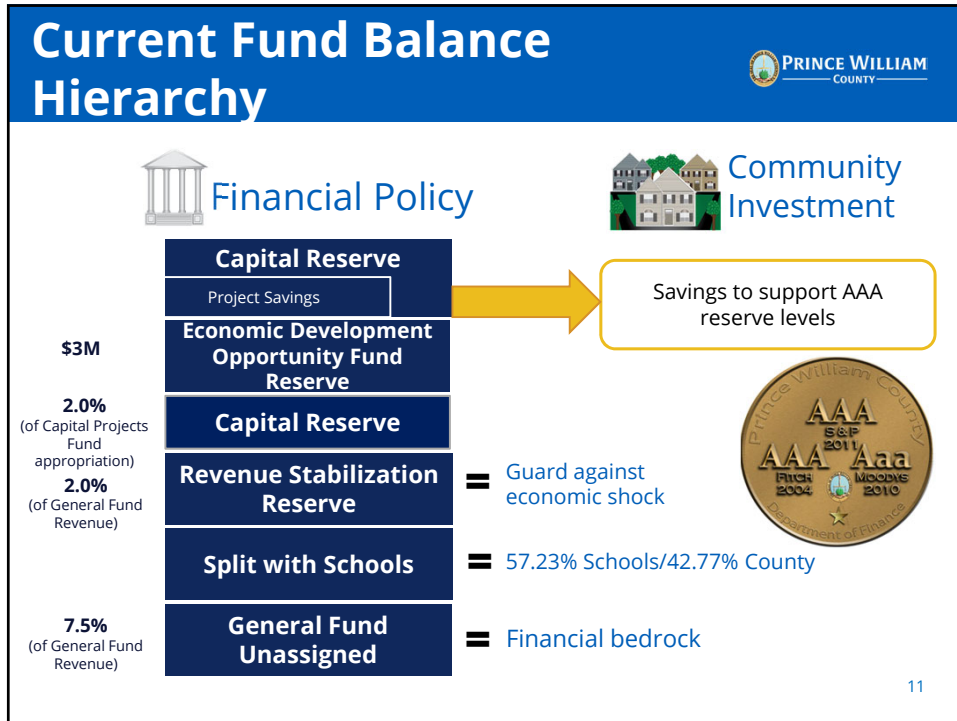 Current Fund Balance
Hierarchy
PRINCE WILLIAM
COUNTY
Financial Policy
Community
Investment
Capital Reserve
Project Savings
Savings to support AAA
reserve levels
$3M
Economic Development
Opportunity Fund
Reserve
2.0%
(of Capital Projects
Fund
appropriation)
Capital Reserve
2.0%
(of General Fund
Revenue)
Revenue Stabilization
Reserve
=
Guard against
economic shock
Split with Schools
=
57.23% Schools/42.77% County
7.5%
(of General Fund
Revenue)
General Fund
Unassigned
=
Financial bedrock
Prince William County
AAA
S&P
2011
AAA
FITCH
2004
Aaa
MOODYS
2010
Department of Finance
11